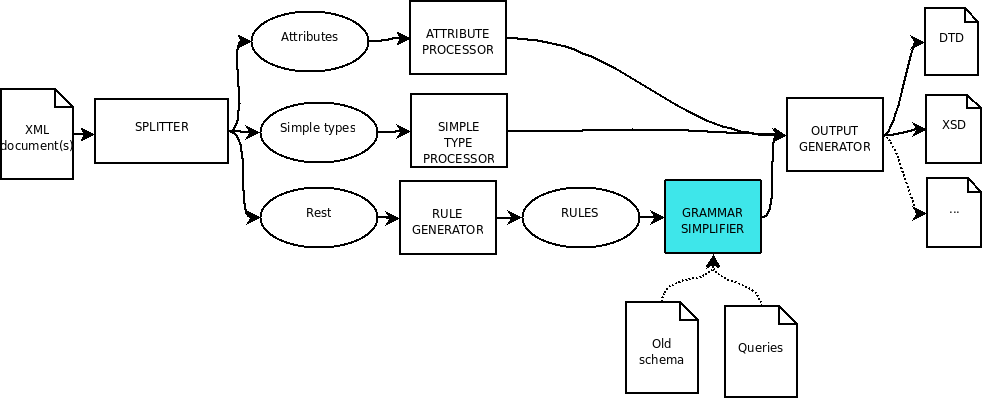 Attributes
ATTRIBUTE
PROCESSOR
DTD
XML
document(s)
SPLITTER
Simple types
SIMPLE
TYPE
PROCESSOR
OUTPUT
GENERATOR
XSD
Rest
RULE
GENERATOR
RULES
GRAMMAR
SIMPLIFIER
...
Old
schema
Queries